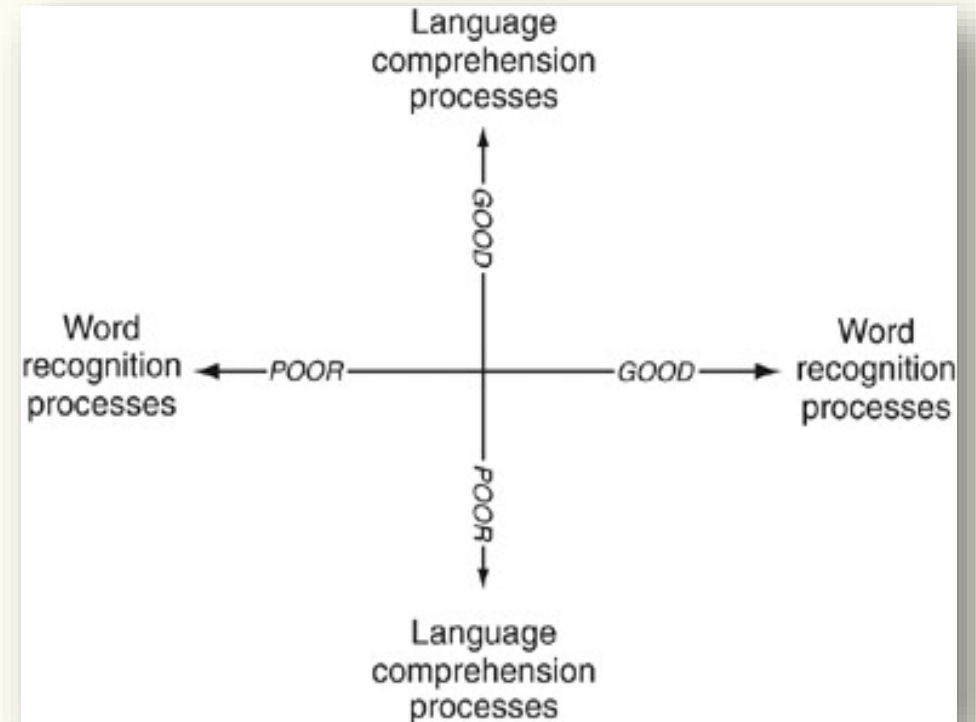 Language
comprehension
processes
GOOD
Word
recognition
processes
POOR
GOOD
Word
recognition
processes
POOR
Language
comprehension
processes